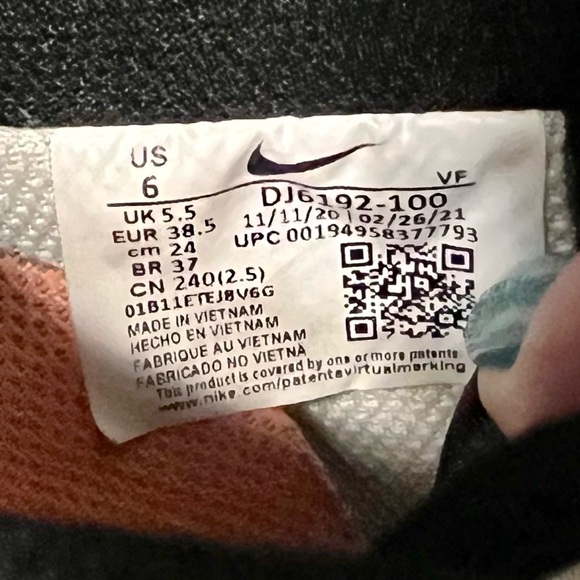 US
6
VF
DJ6192-100
11/11/20 | 02/26/21
UPC 00194958377793
UK 5.5
EUR 38.5
cm 24
BR 37
CN 240(2.5)
01B11ETEJ8V6G
MADE IN VIETNAM
HECHO EN VIETNAM
FABRIQUE AU VIETNAM
FABRICADO NO VIETNÃ
This product is covered by one or more patents
www.nike.com/patentsvirtualmarking